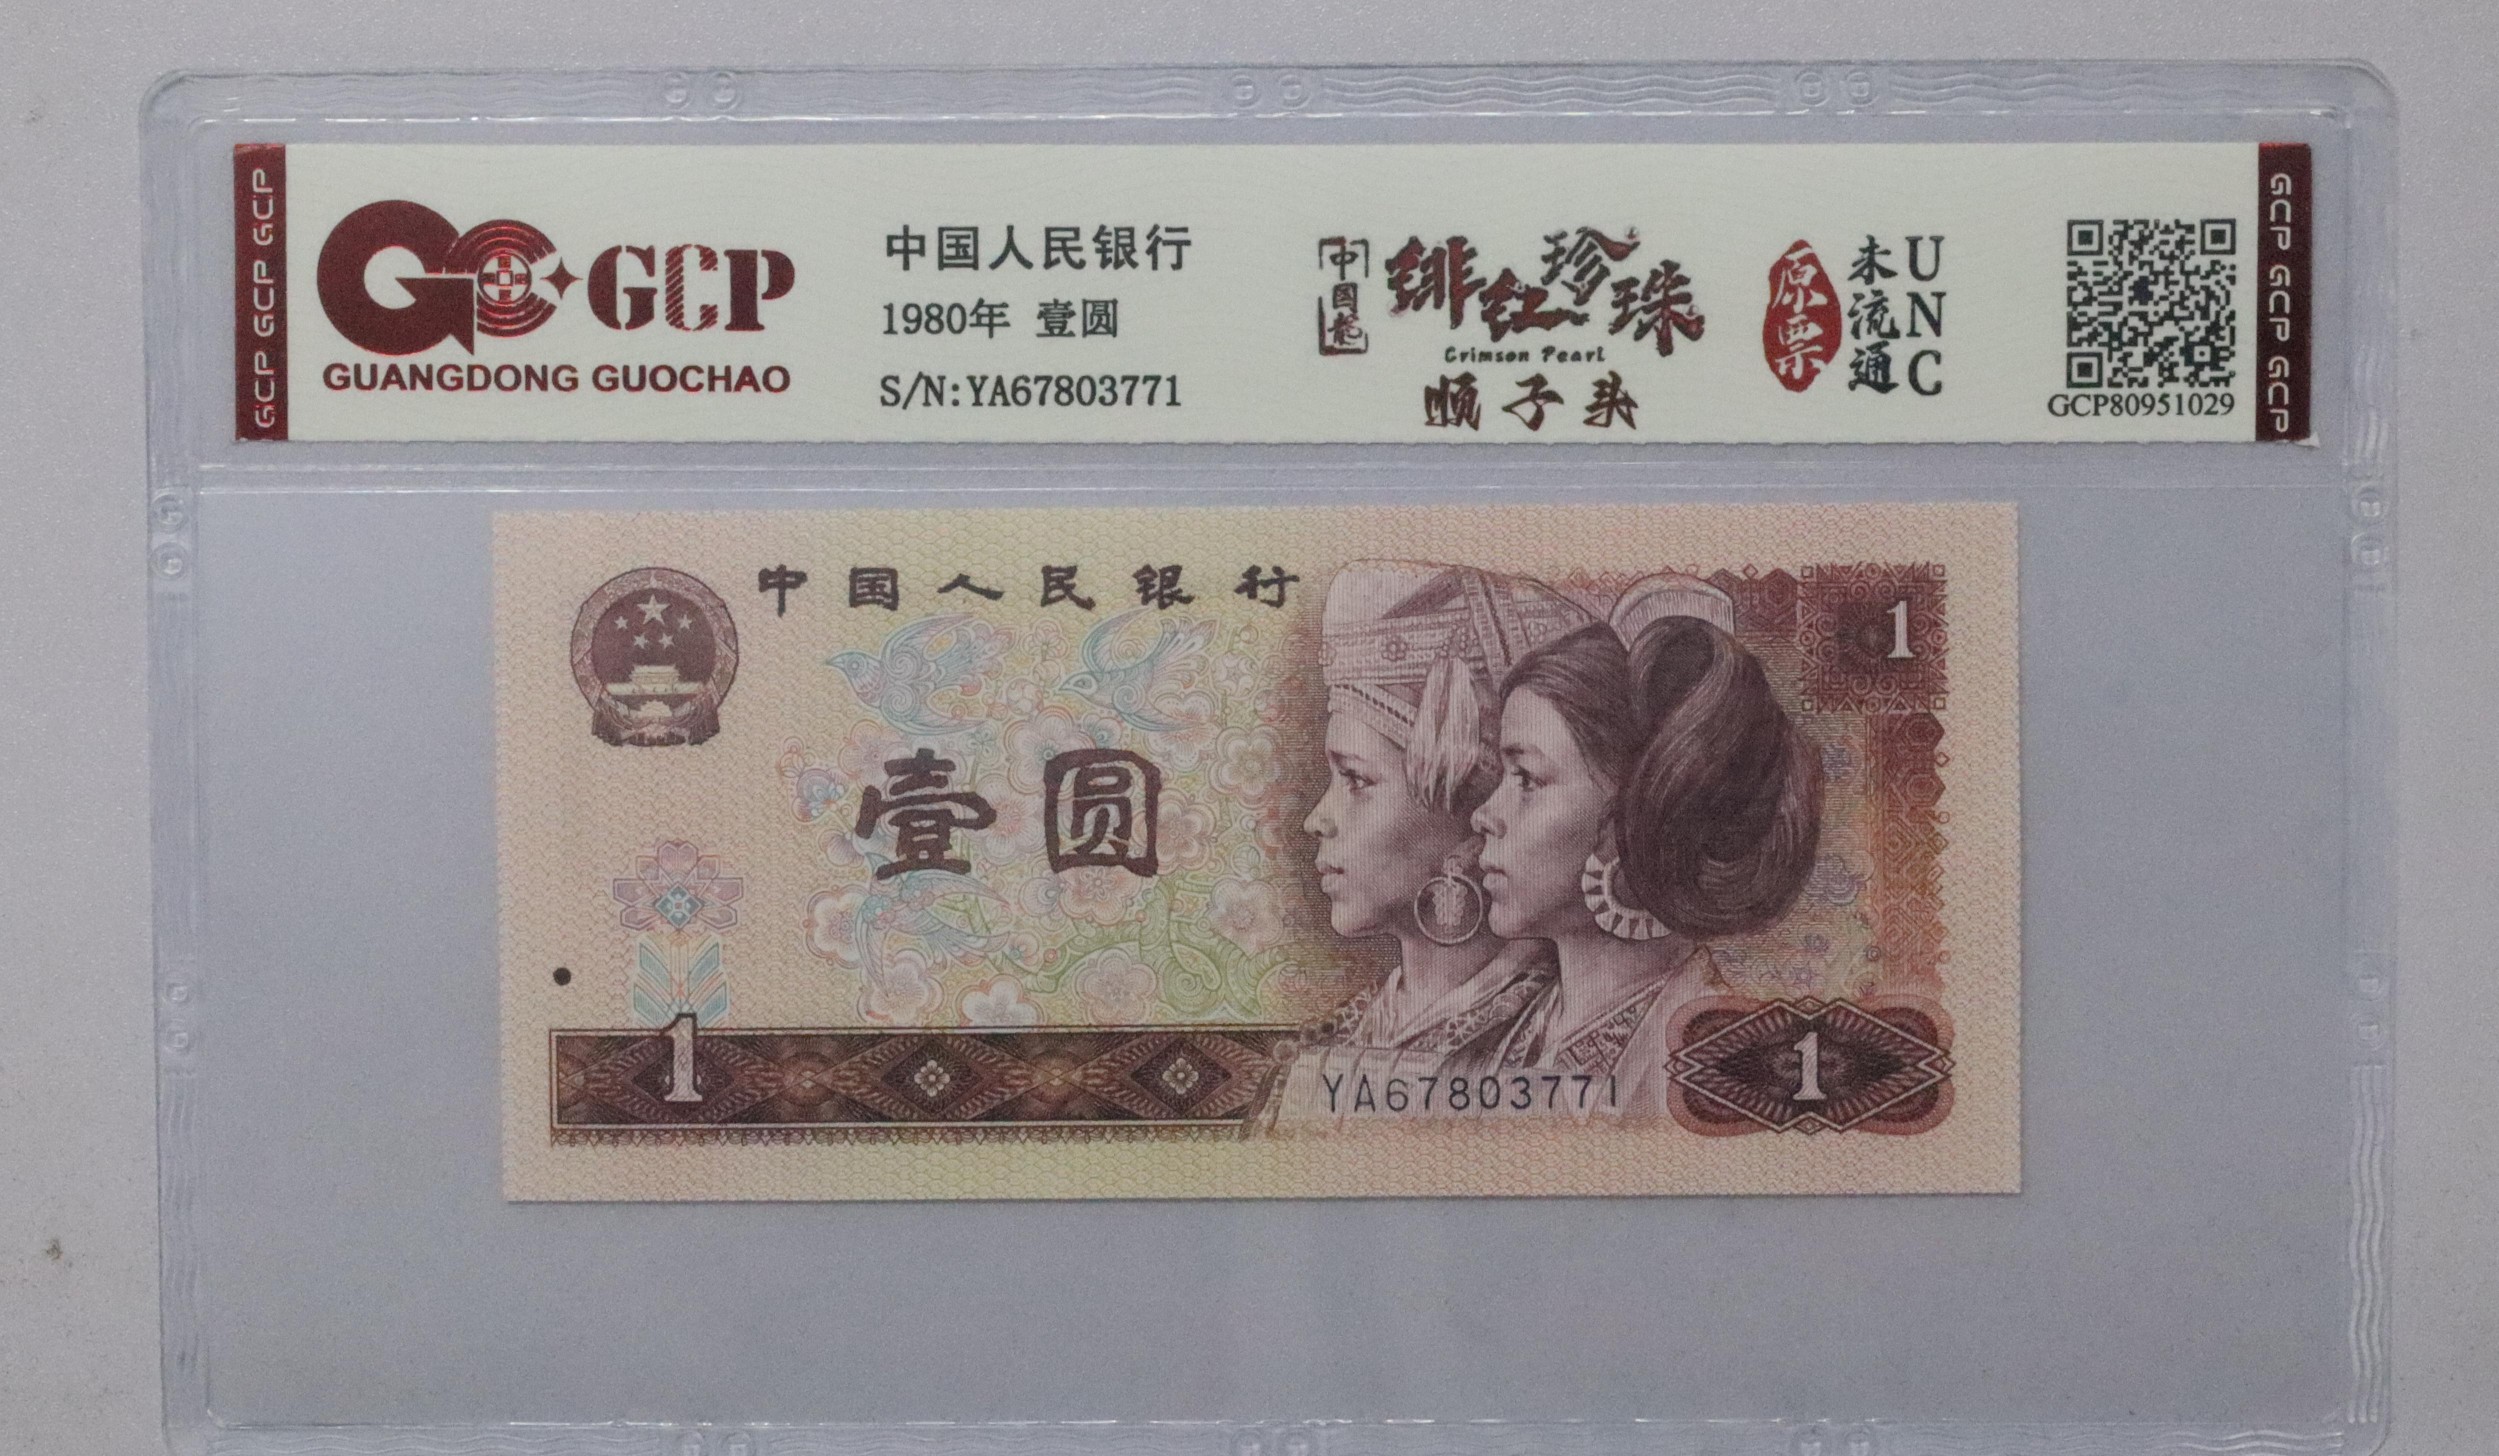 GCP GCP GCP
GCP
GUANGDONG GUOCHAO
中国人民银行
1980年 壹圆
S/N:YA67803771
中国龙
绯红珍珠
Crimson Pearl
顺子头
原票
未流通
UNC
GCP80951029
GCP GCP GCP
中国人民银行
1
壹圆
1
YA67803771
1